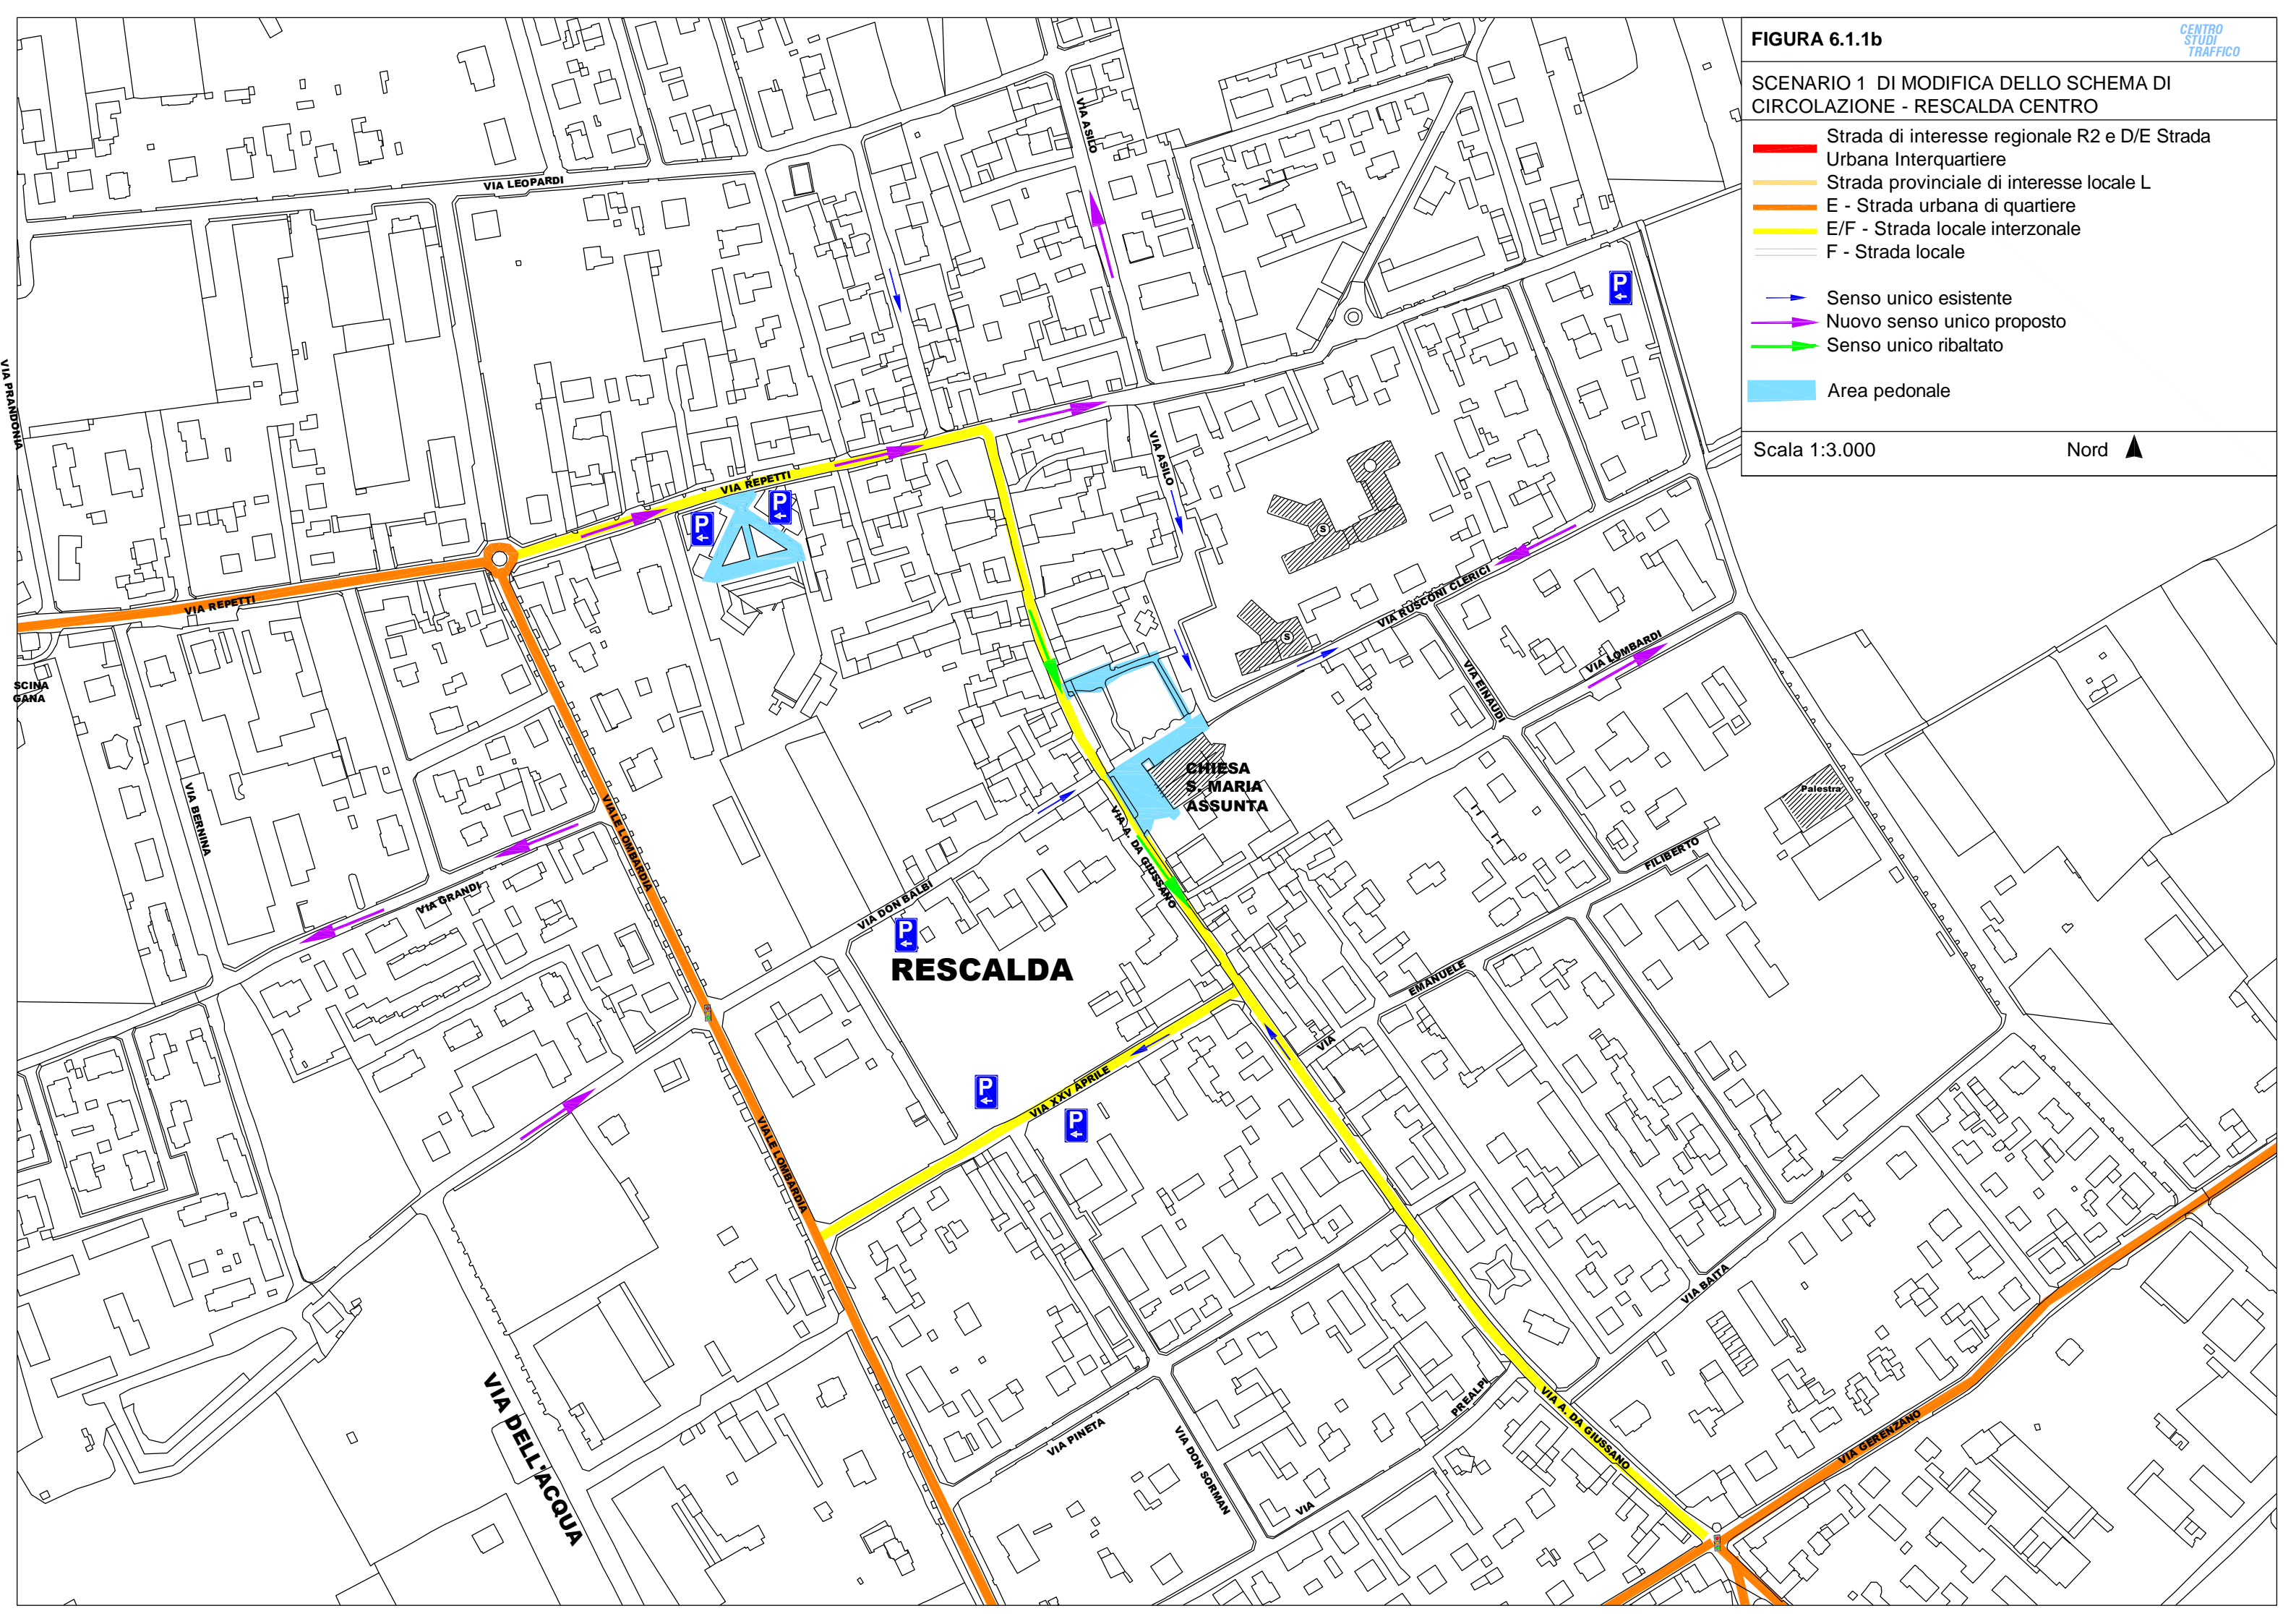 FIGURA 6.1.1b
CENTRO
STUDI
TRAFFICO
SCENARIO 1 DI MODIFICA DELLO SCHEMA DI
CIRCOLAZIONE - RESCALDA CENTRO
Strada di interesse regionale R2 e D/E Strada
Urbana Interquartiere
Strada provinciale di interesse locale L
E - Strada urbana di quartiere
E/F - Strada locale interzonale
F - Strada locale
Senso unico esistente
Nuovo senso unico proposto
Senso unico ribaltato
Area pedonale
Scala 1:3.000
Nord
VIA ASILO
VIA LEOPARDI
P
VIA PRANDONIA
VIA ASILO
VIA REPETTI
P
P
S
VIA REPETTI
VIA RUSCONI CLERICI
S
VIA LOMBARDI
VIA EINAUDI
SCINA
GANA
CHIESA
S. MARIA
ASSUNTA
Palestra
VIA BERNINA
VIALE LOMBARDIA
VIA A. DA GIUSSANO
FILIBERTO
VIA GRANDI
VIA DON BALBI
P
RESCALDA
EMANUELE
VIA
VIA XXV APRILE
P
P
VIALE LOMBARDIA
VIA BAITA
VIA DELL'ACQUA
PREALPI
VIA A. DA GIUSSANO
VIA PINETA
VIA DON SORMAN
VIA GERENZANO
VIA